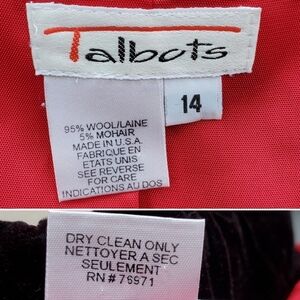 Talbots
14
95% WOOL/LAINE
5% MOHAIR
MADE IN U.S.A.
FABRIQUE EN
ETATS UNIS
SEE REVERSE
FOR CARE
INDICATIONS AU DOS
DRY CLEAN ONLY
NETTOYER A SEC
SEULEMENT
RN # 76971